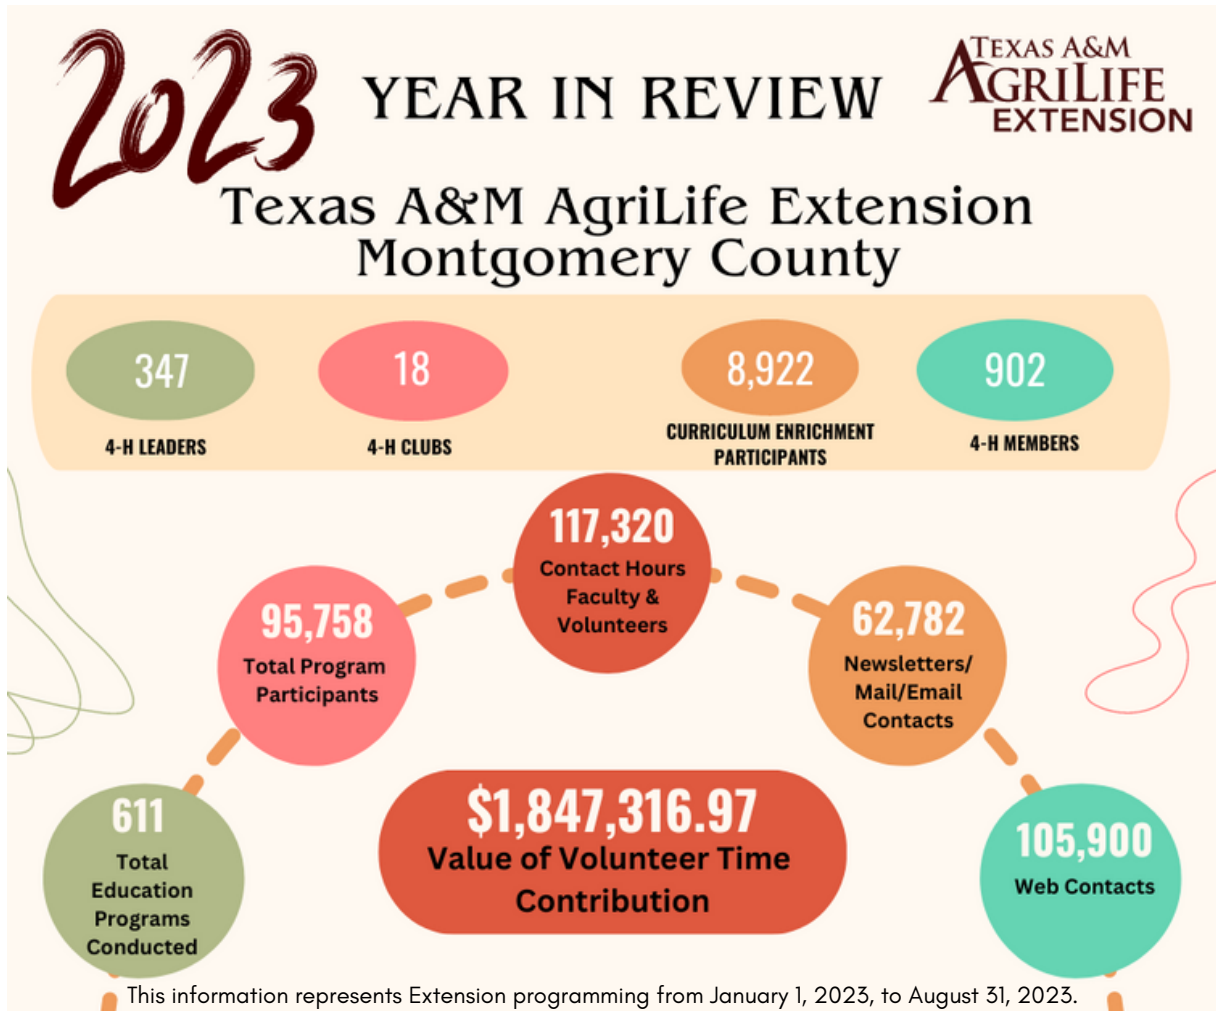 2023
YEAR IN REVIEW
TEXAS A&M
AGRILIFE
EXTENSION
Texas A&M AgriLife Extension
Montgomery County
347
4-H LEADERS
18
4-H CLUBS
8,922
CURRICULUM ENRICHMENT
PARTICIPANTS
902
4-H MEMBERS
117,320
Contact Hours
Faculty &
Volunteers
95,758
Total Program
Participants
62,782
Newsletters/
Mail/Email
Contacts
611
Total
Education
Programs
Conducted
$1,847,316.97
Value of Volunteer Time
Contribution
105,900
Web Contacts
This information represents Extension programming from January 1, 2023, to August 31, 2023.